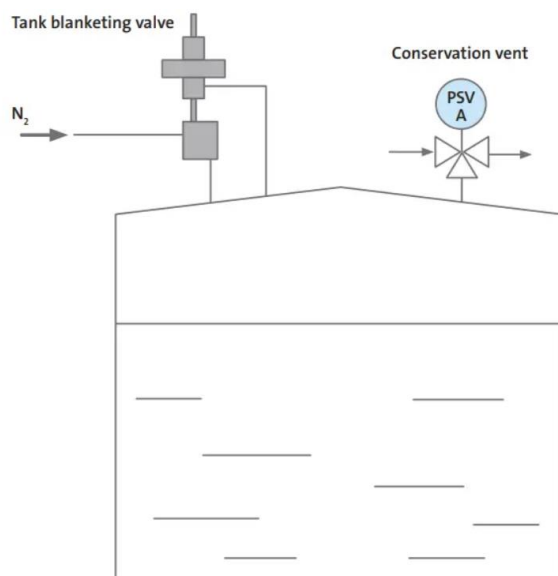 Tank blanketing valve
Conservation vent
PSV
A
N₂